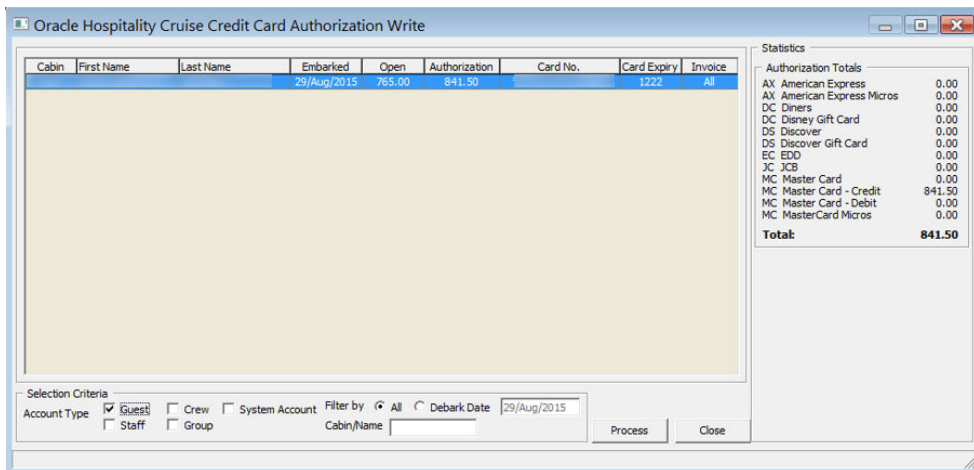 Oracle Hospitality Cruise Credit Card Authorization Write
Cabin First Name Last Name Embarked Open Authorization Card No. Card Expiry Invoice
29/Aug/2015 765.00 841.50 1222 All
Statistics
Authorization Totals
AX American Express 0.00
AX American Express Micros 0.00
DC Diners 0.00
DC Disney Gift Card 0.00
DS Discover 0.00
DS Discover Gift Card 0.00
EC EDD 0.00
JC JCB 0.00
MC Master Card 0.00
MC Master Card - Credit 841.50
MC Master Card - Debit 0.00
MC MasterCard Micros 0.00
Total: 841.50
Selection Criteria
Account Type Guest Crew System Account Filter by All Debark Date 29/Aug/2015
Staff Group Cabin/Name
Process Close